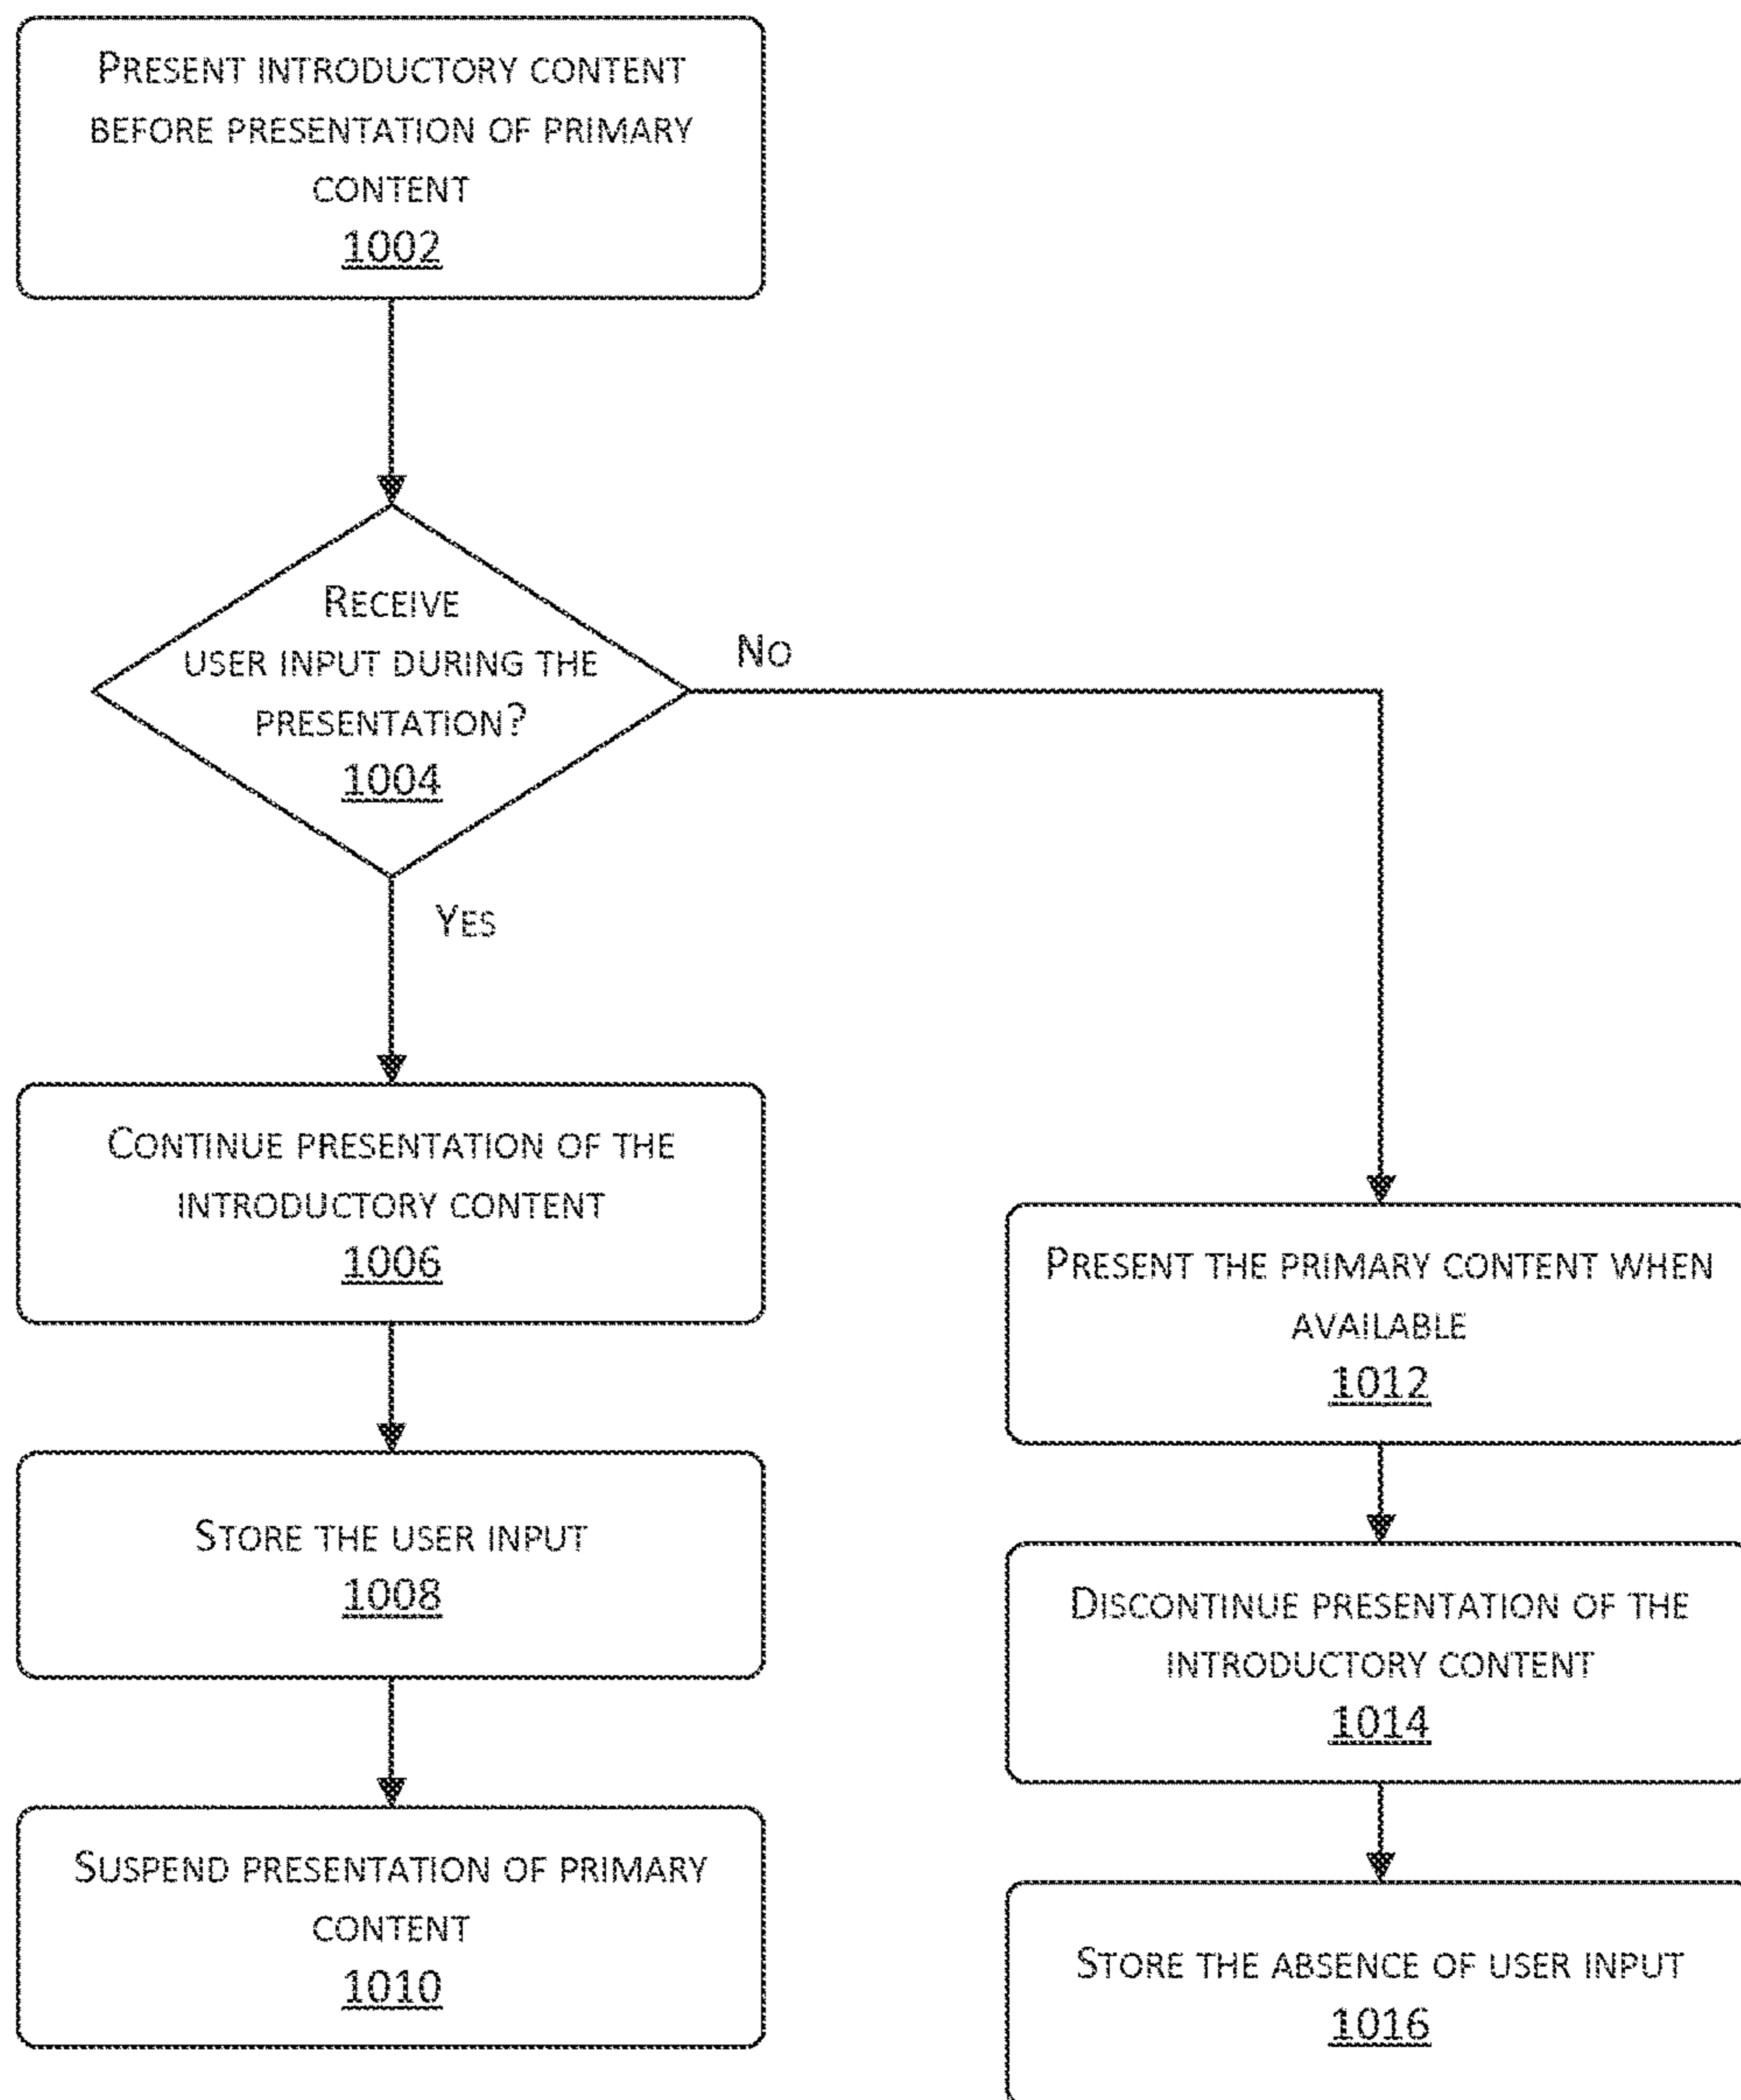 PRESENT INTRODUCTORY CONTENT
BEFORE PRESENTATION OF PRIMARY
CONTENT
1002
RECEIVE
USER INPUT DURING THE
PRESENTATION?
1004
NO
YES
CONTINUE PRESENTATION OF THE
INTRODUCTORY CONTENT
1006
STORE THE USER INPUT
1008
SUSPEND PRESENTATION OF PRIMARY
CONTENT
1010
PRESENT THE PRIMARY CONTENT WHEN
AVAILABLE
1012
DISCONTINUE PRESENTATION OF THE
INTRODUCTORY CONTENT
1014
STORE THE ABSENCE OF USER INPUT
1016